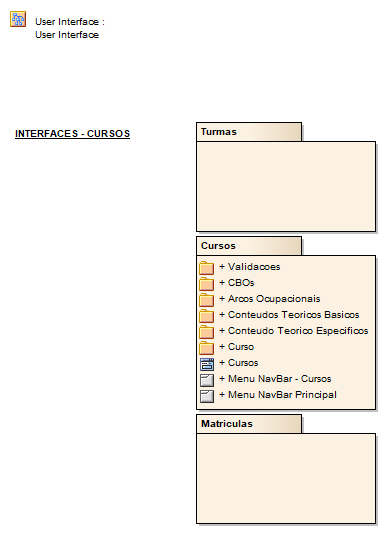 User Interface :
User Interface
INTERFACES - CURSOS
Turmas
Cursos
+ Validacoes
+ CBOs
+ Arcos Ocupacionais
+ Conteudos Teoricos Basicos
+ Conteudo Teorico Especificos
+ Curso
+ Cursos
+ Menu NavBar - Cursos
+ Menu NavBar Principal
Matriculas